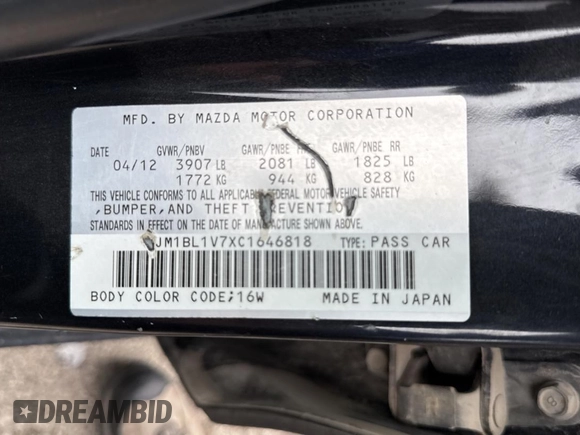 MFD. BY MAZDA MOTOR CORPORATION
DATE GVWR/PNBV GAWR/PNBE GAWR/PNBE RR
04/12 3907 LB 2081 LB 1825 LB
1772 KG 944 KG 828 KG
THIS VEHICLE CONFORMS TO ALL APPLICABLE FEDERAL MOTOR VEHICLE SAFETY
,BUMPER,AND THEFT PREVENTION
STANDARDS IN EFFECT ON THE DATE OF MANUFACTURE SHOWN ABOVE.
JM1BL1V7XC1646818 TYPE: PASS CAR
BODY COLOR CODE;16W MADE IN JAPAN
DREAMBID